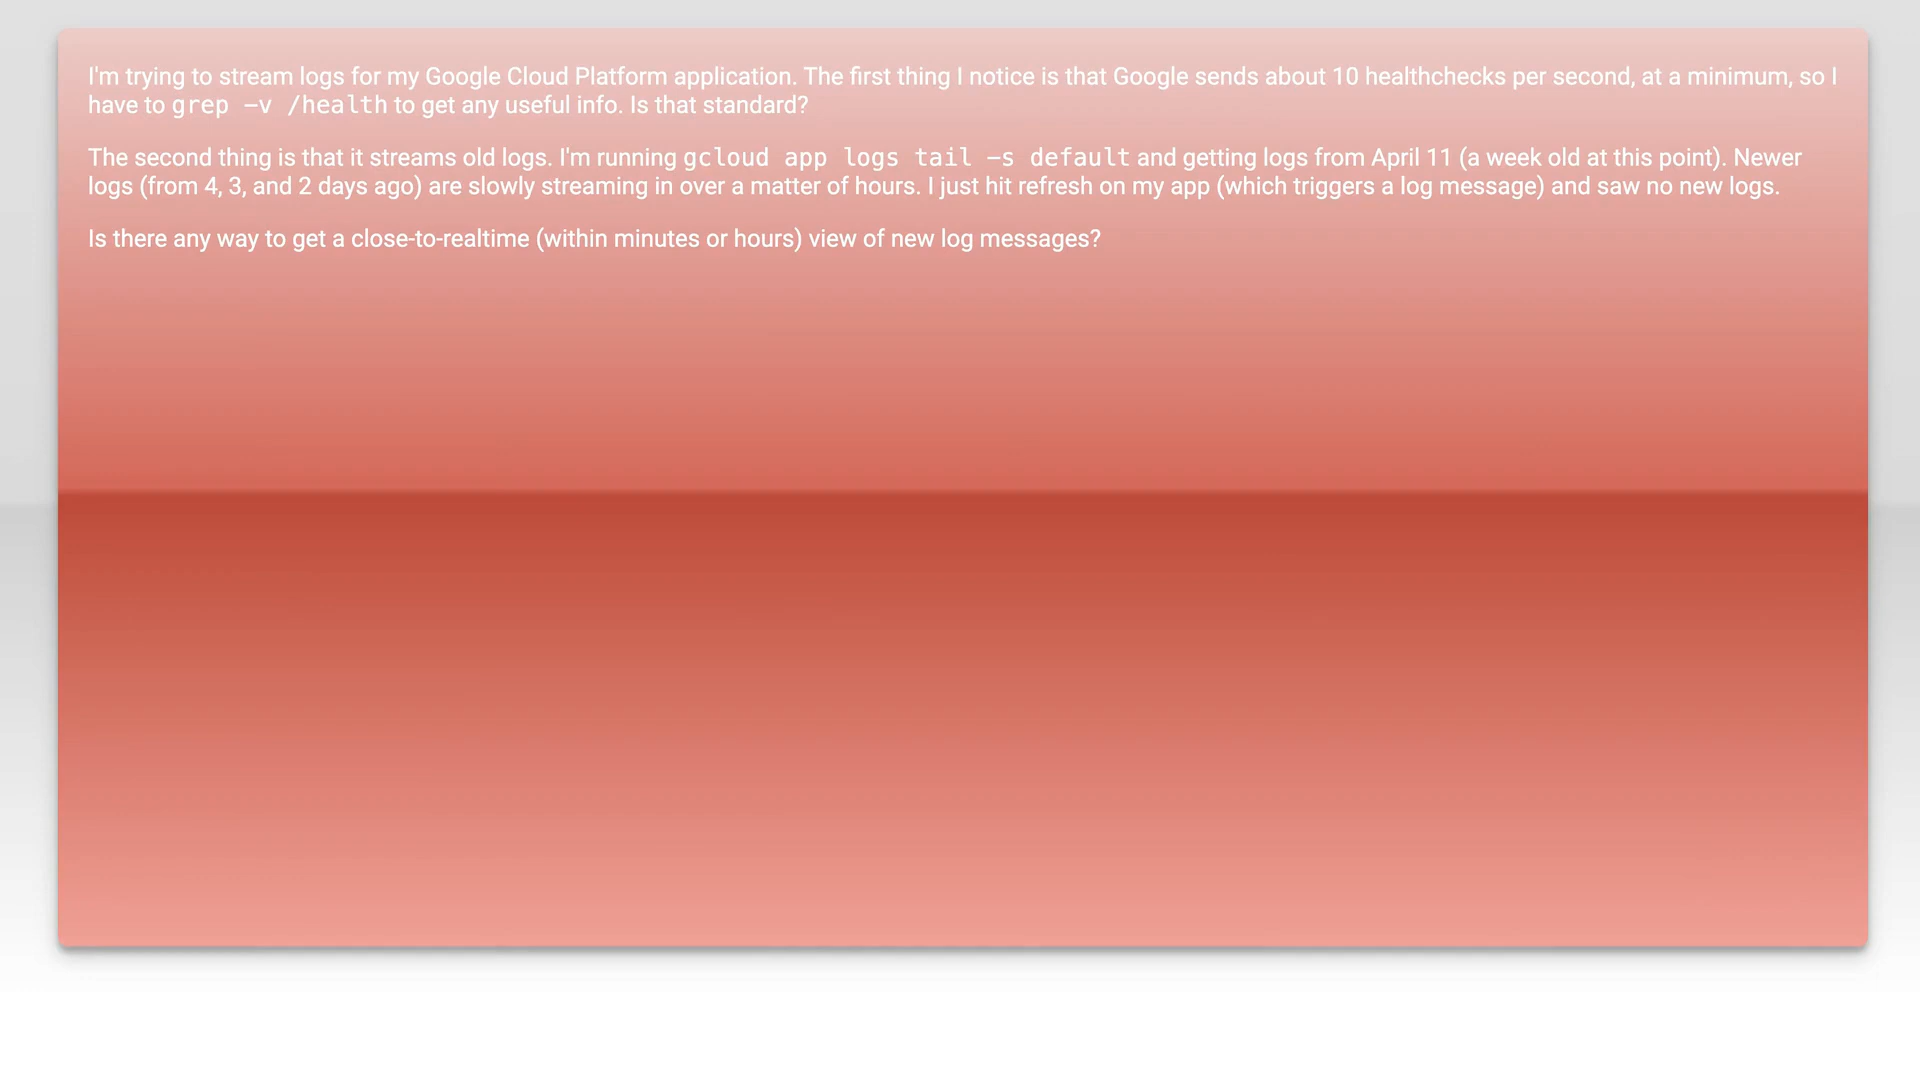 I'm trying to stream logs for my Google Cloud Platform application. The first thing I notice is that Google sends about 10 healthchecks per second, at a minimum, so I
have to grep -v /health to get any useful info. Is that standard?
The second thing is that it streams old logs. I'm running gcloud app logs tail -s default and getting logs from April 11 (a week old at this point). Newer
logs (from 4, 3, and 2 days ago) are slowly streaming in over a matter of hours. I just hit refresh on my app (which triggers a log message) and saw no new logs.
Is there any way to get a close-to-realtime (within minutes or hours) view of new log messages?